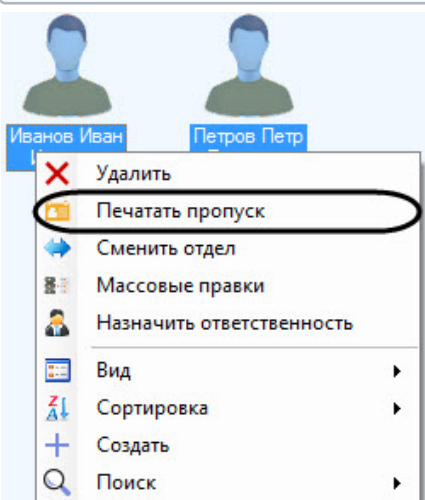 Иванов Иван
Петров Петр
Удалить
Печатать пропуск
Сменить отдел
Массовые правки
Назначить ответственность
Вид
Сортировка
Создать
Поиск